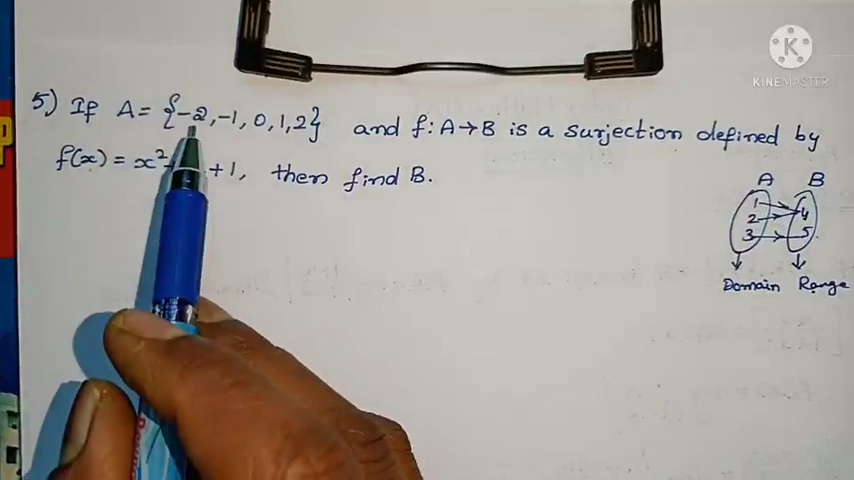 5) If A = {-2, -1, 0, 1, 2} and f: A→B is a surjection defined by
f(x) = x² +1, then find B.
A B
1
2 4
3 5
Domain Range
K
KINEMASTER